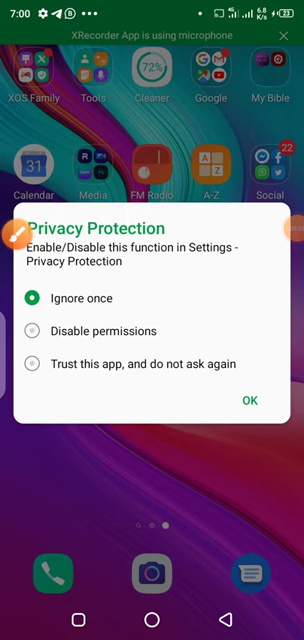 7:00
4G
6.8
K/s
23
XRecorder App is using microphone
72%
XOS Family
Tools
Cleaner
Google
My Bible
31
A-Z
22
Calendar
Media
FM Radio
A-Z
Social
Privacy Protection
Enable/Disable this function in Settings -
Privacy Protection
Ignore once
Disable permissions
Trust this app, and do not ask again
OK